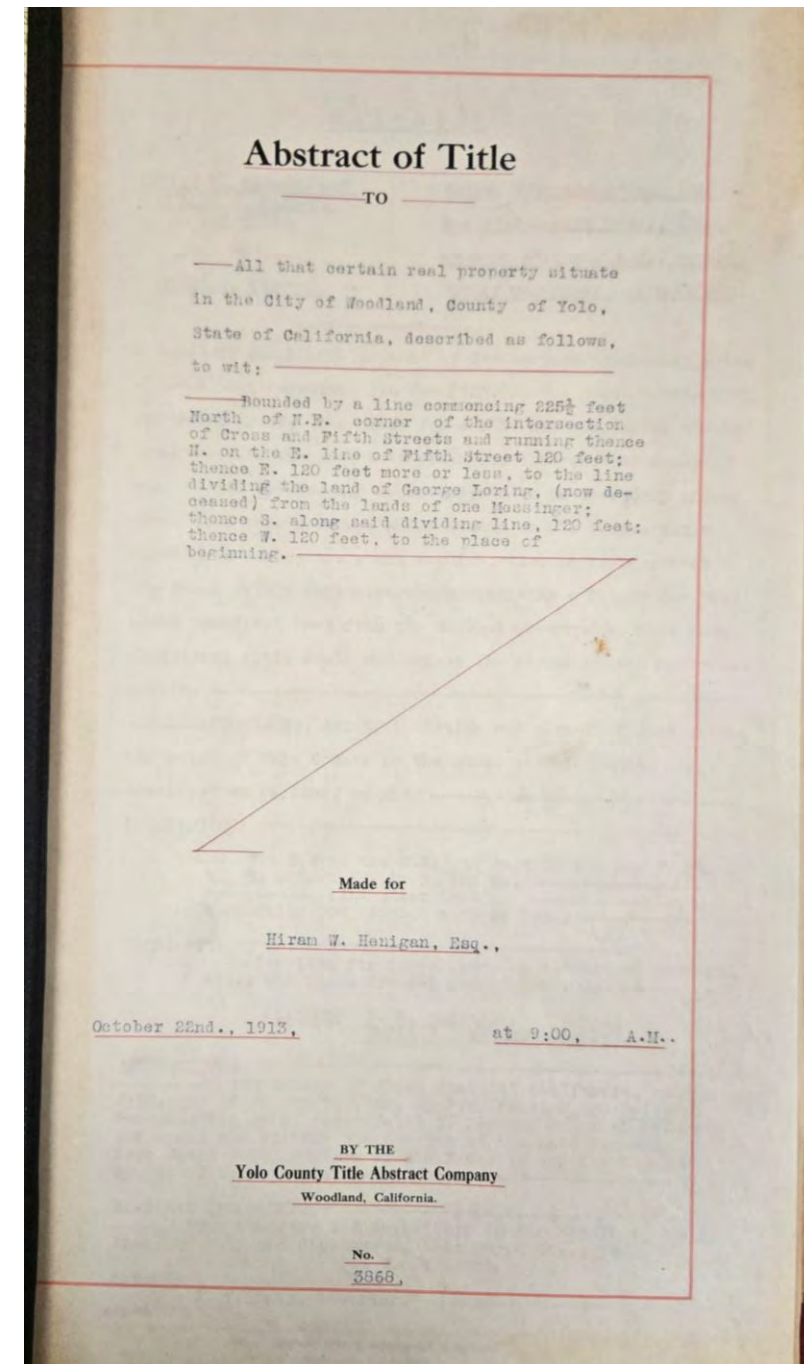 Abstract of Title
TO
All that certain real property situate
in the City of Woodland, County of Yolo,
State of California, described as follows,
to wit:
Bounded by a line commencing 225½ feet
North of N.E. corner of the intersection
of Cross and Fifth Streets and running thence
N. on the E. line of Fifth Street 120 feet;
thence E. 120 feet more or less, to the line
dividing the land of George Loring, (now de-
ceased) from the lands of one Messinger;
thence S. along said dividing line, 120 feet;
thence W. 120 feet, to the place of
beginning.
Made for
Hiram W. Henigan, Esq.,
October 22nd., 1913, at 9:00, A.M..
BY THE
Yolo County Title Abstract Company
Woodland, California.
No.
3868,